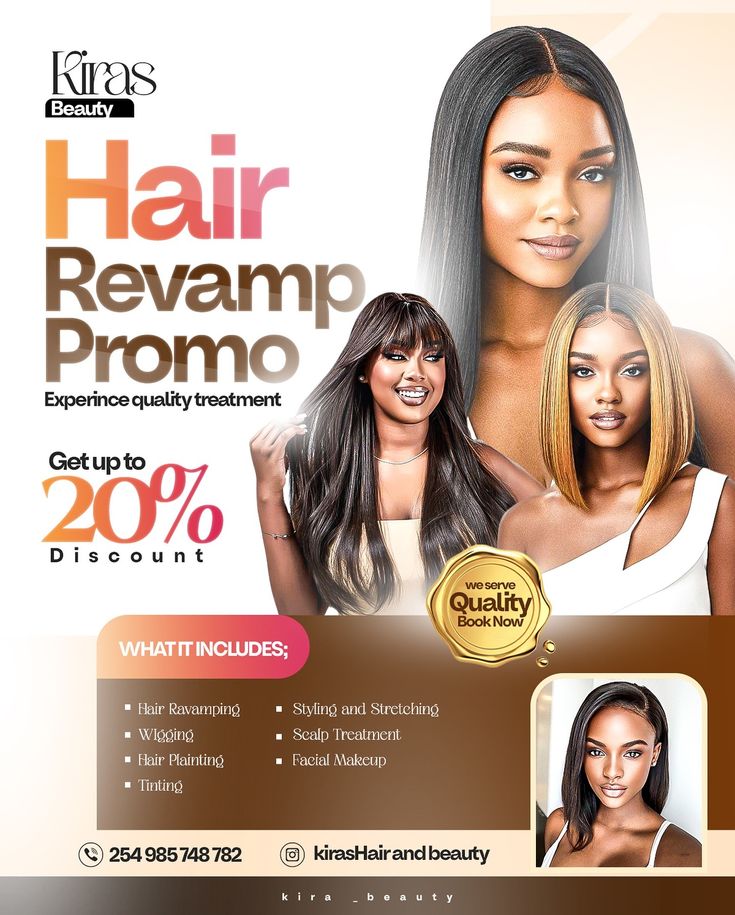 Kiras
Beauty
Hair
Revamp
Promo
Experince quality treatment
Get up to
20%
Discount
we serve
Quality
Book Now
WHAT IT INCLUDES;
Hair Ravamping
WIgging
Hair Plainting
Tinting
Styling and Stretching
Scalp Treatment
Facial Makeup
254 985 748 782
kirasHair and beauty
kira _beauty